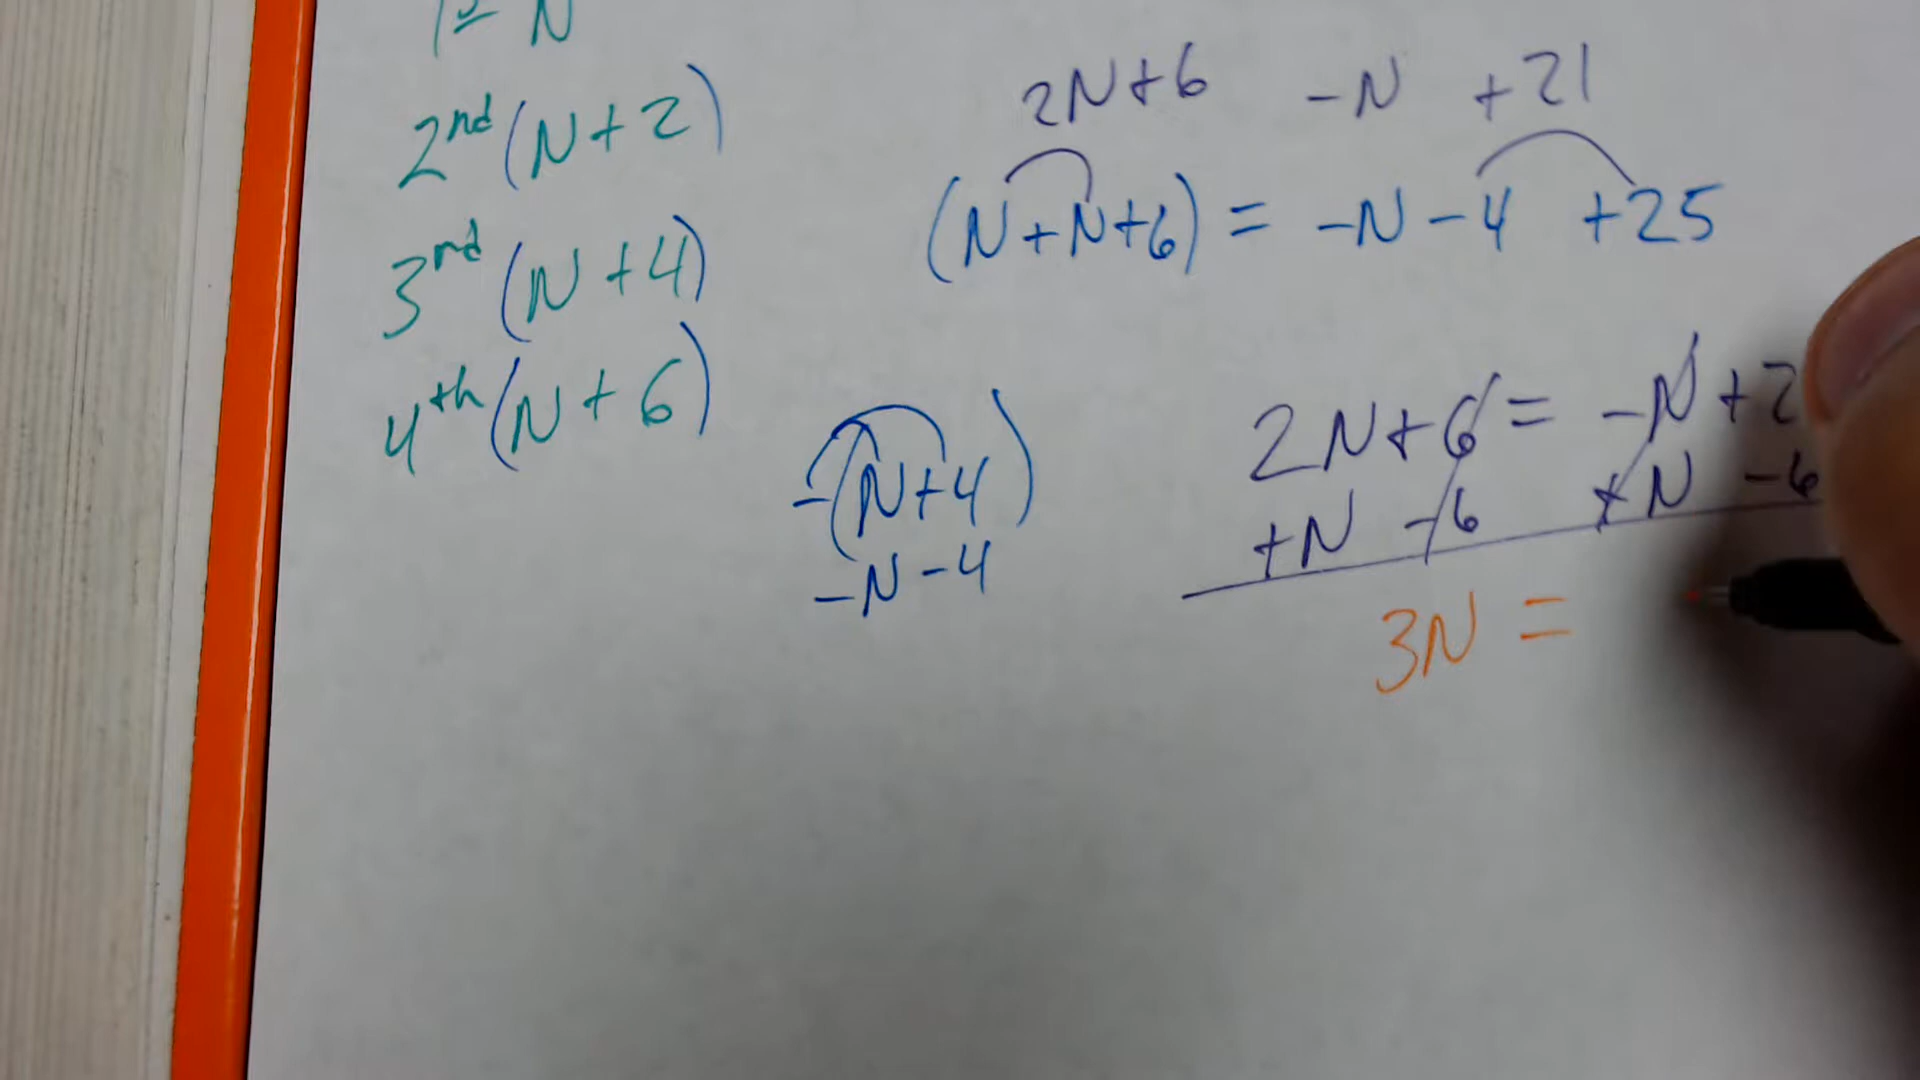 N
2nd (N+2)
3rd (N+4)
4th (N+6)
2N+6 -N +21
(N+N+6) = -N-4 +25
-(N+4)
-N-4
2N+6 = -N+2
+N -6 +N -6
3N =